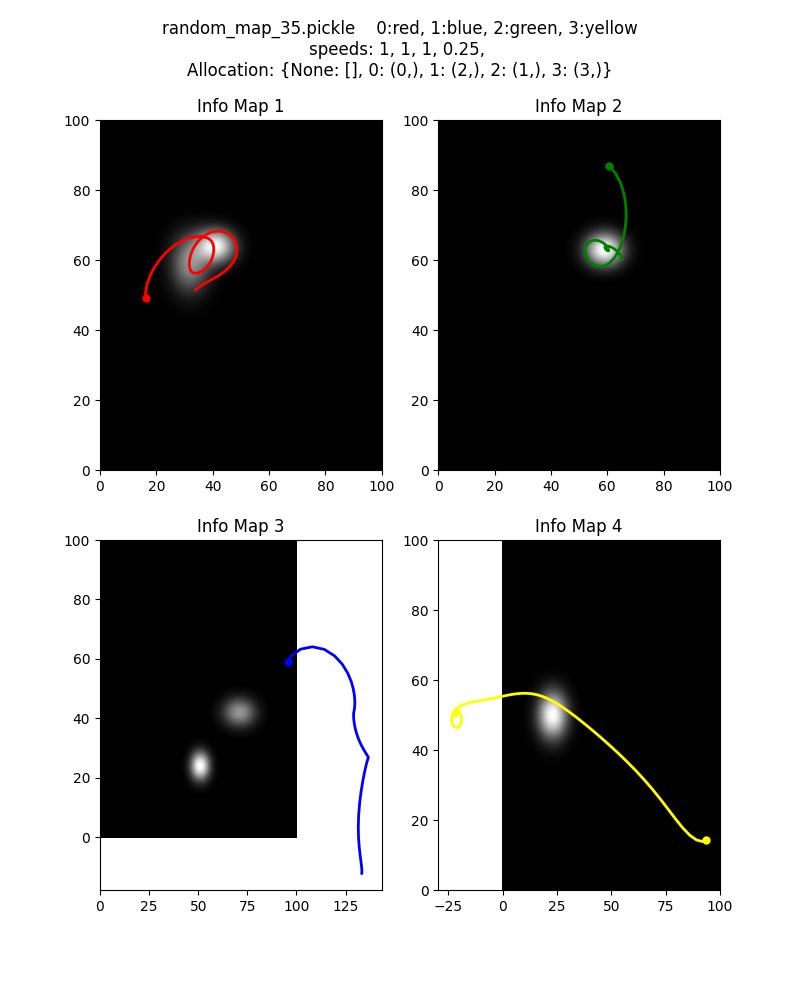 random_map_35.pickle    0:red, 1:blue, 2:green, 3:yellow
speeds: 1, 1, 1, 0.25,
Allocation: {None: [], 0: (0,), 1: (2,), 2: (1,), 3: (3,)}
Info Map 1
100
80
60
40
20
0
0 20 40 60 80 100
Info Map 2
100
80
60
40
20
0
0 20 40 60 80 100
Info Map 3
100
80
60
40
20
0
0 25 50 75 100 125
Info Map 4
100
80
60
40
20
0
−25 0 25 50 75 100